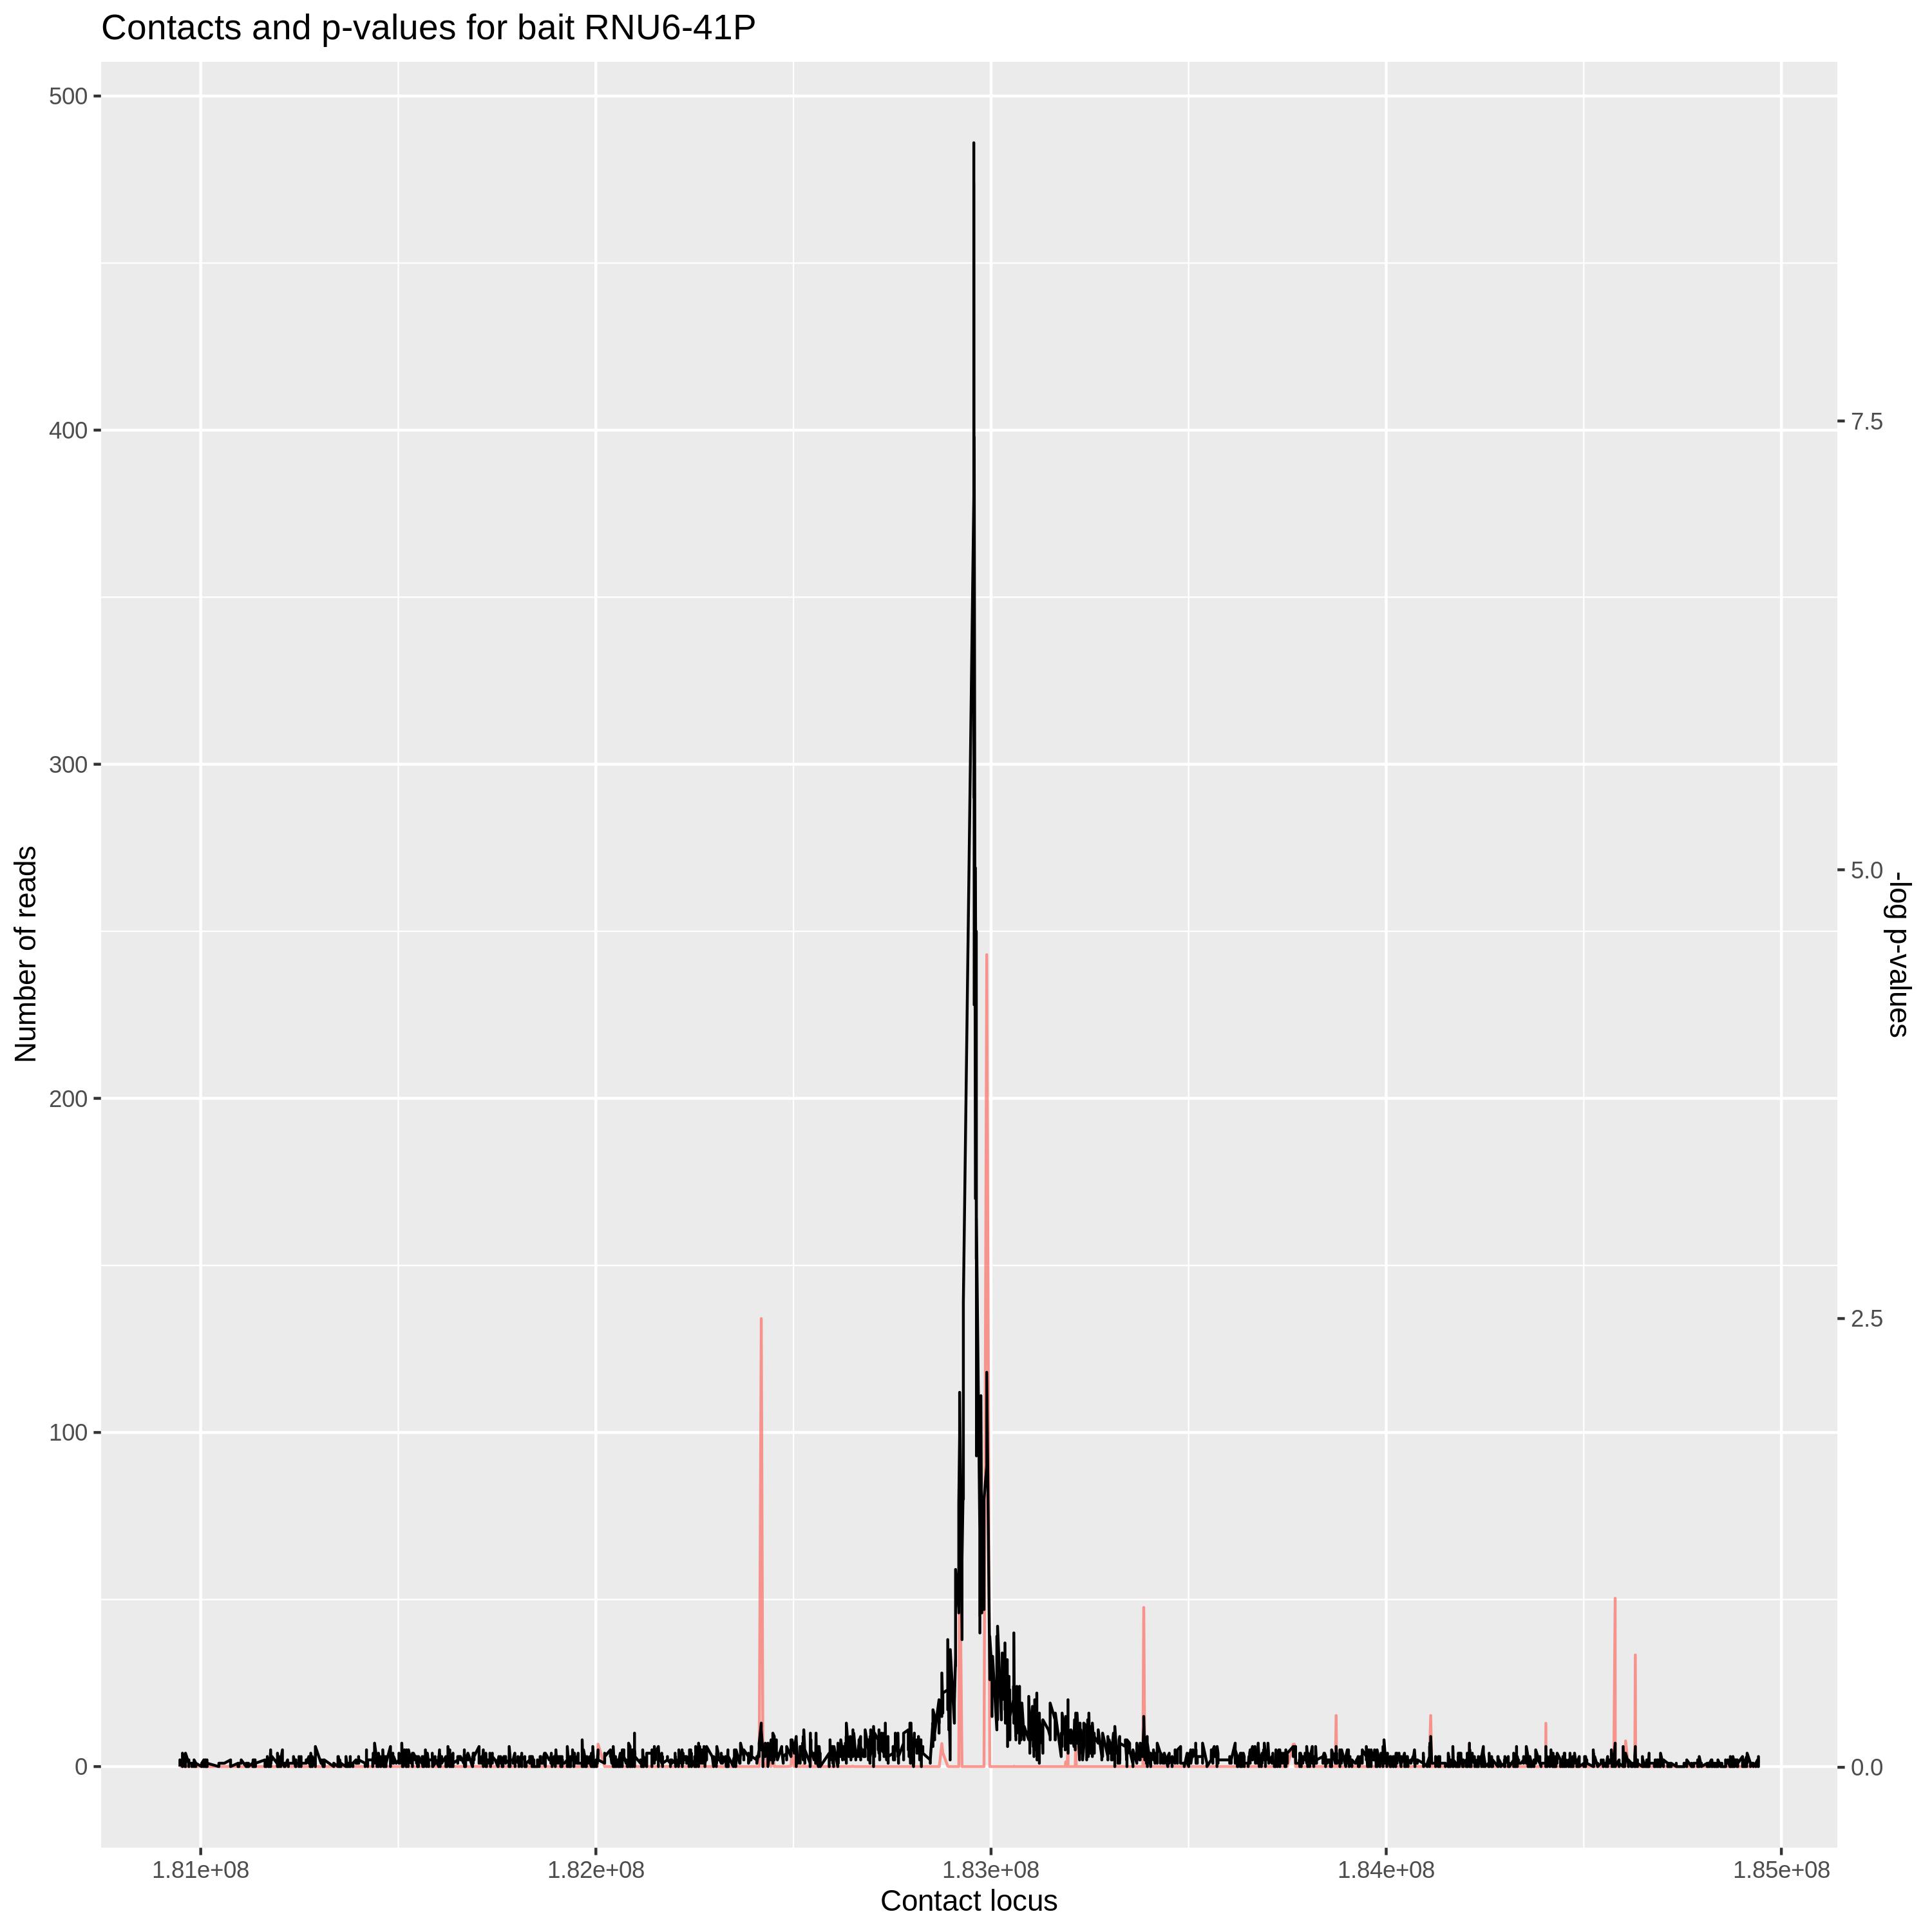 Contacts and p-values for bait RNU6-41P
500
400
300
200
100
0
Number of reads
7.5
5.0
2.5
0.0
-log p-values
1.81e+08
1.82e+08
1.83e+08
1.84e+08
1.85e+08
Contact locus